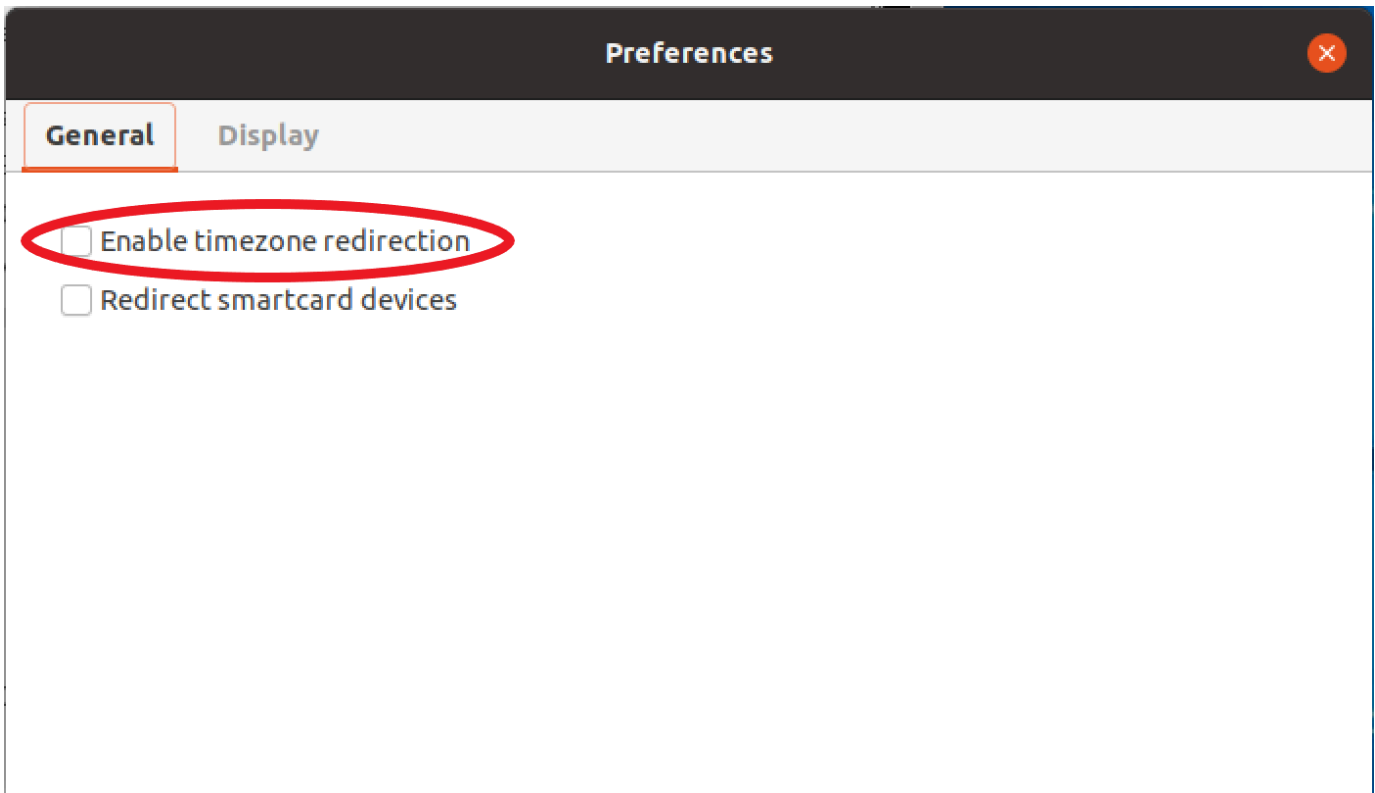 Preferences
General Display
Enable timezone redirection
Redirect smartcard devices